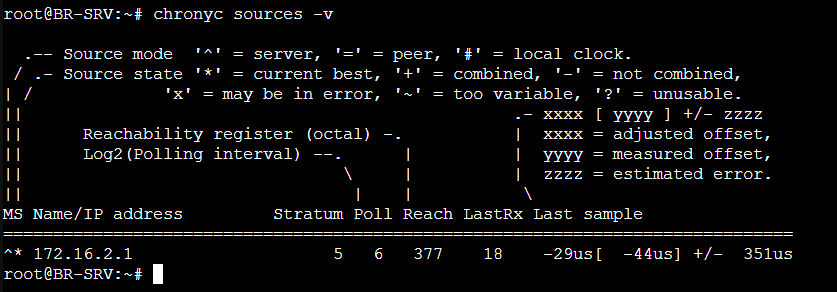 root@BR-SRV:~# chronyc sources -v

  .-- Source mode  '^' = server, '=' = peer, '#' = local clock.
 / .- Source state '*' = current best, '+' = combined, '-' = not combined,
| /             'x' = may be in error, '~' = too variable, '?' = unusable.
||                                                 .- xxxx [ yyyy ] +/- zzzz
||      Reachability register (octal) -.           |  xxxx = adjusted offset,
||      Log2(Polling interval) --.      |          |  yyyy = measured offset,
||                                \     |          |  zzzz = estimated error.
||                                 |    |           \
MS Name/IP address         Stratum Poll Reach LastRx Last sample
===============================================================================
^* 172.16.2.1                    5   6   377    18    -29us[  -44us] +/-  351us
root@BR-SRV:~#